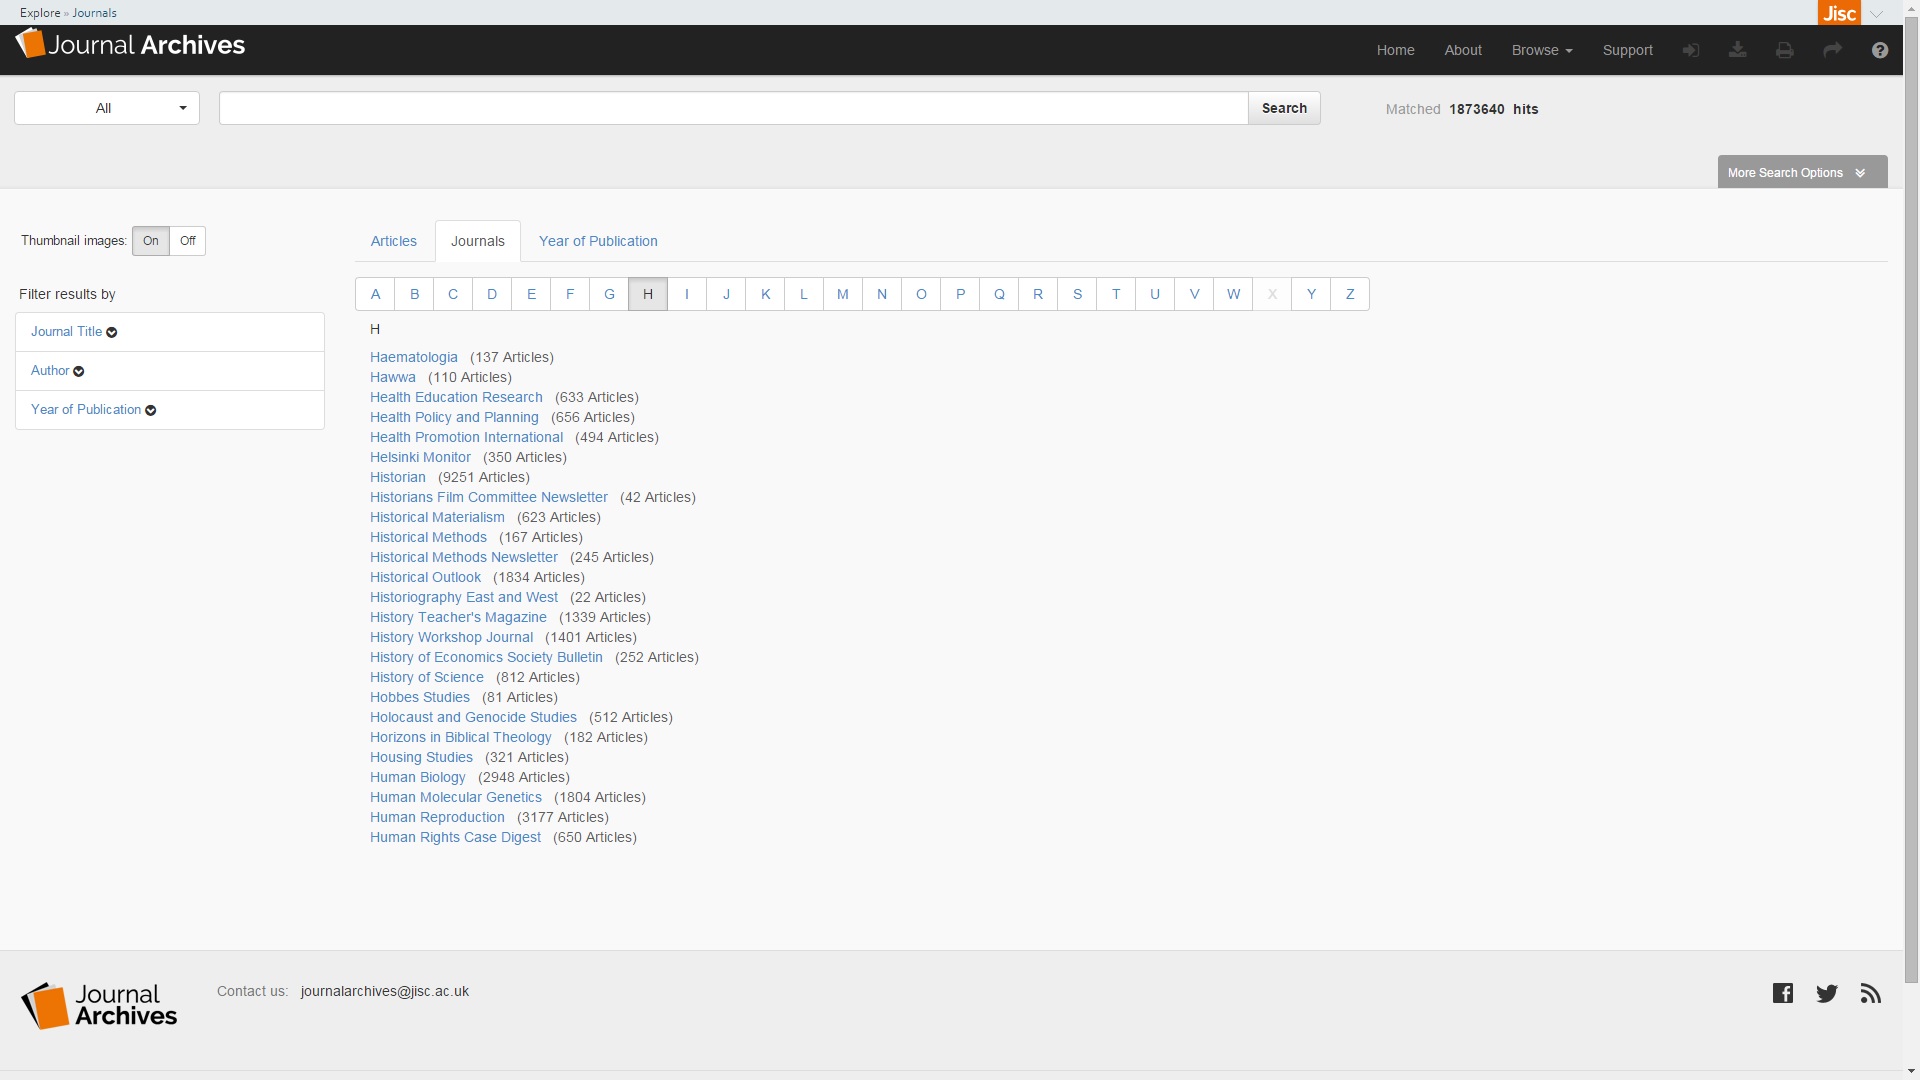 Explore » Journals
Jisc
Journal Archives
Home About Browse Support
All
Search
Matched 1873640 hits
More Search Options
Thumbnail images: On Off
Articles Journals Year of Publication
Filter results by
Journal Title
Author
Year of Publication
A B C D E F G H I J K L M N O P Q R S T U V W X Y Z
H
Haematologia (137 Articles)
Hawwa (110 Articles)
Health Education Research (633 Articles)
Health Policy and Planning (656 Articles)
Health Promotion International (494 Articles)
Helsinki Monitor (350 Articles)
Historian (9251 Articles)
Historians Film Committee Newsletter (42 Articles)
Historical Materialism (623 Articles)
Historical Methods (167 Articles)
Historical Methods Newsletter (245 Articles)
Historical Outlook (1834 Articles)
Historiography East and West (22 Articles)
History Teacher's Magazine (1339 Articles)
History Workshop Journal (1401 Articles)
History of Economics Society Bulletin (252 Articles)
History of Science (812 Articles)
Hobbes Studies (81 Articles)
Holocaust and Genocide Studies (512 Articles)
Horizons in Biblical Theology (182 Articles)
Housing Studies (321 Articles)
Human Biology (2948 Articles)
Human Molecular Genetics (1804 Articles)
Human Reproduction (3177 Articles)
Human Rights Case Digest (650 Articles)
Journal
Archives
Contact us: journalarchives@jisc.ac.uk